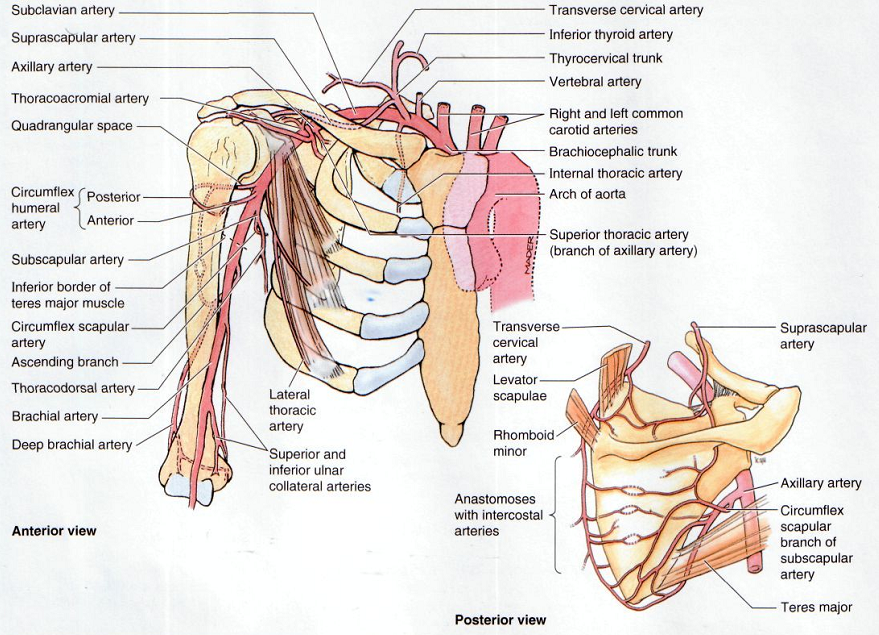 Subclavian artery
Suprascapular artery
Axillary artery
Thoracoacromial artery
Quadrangular space
Circumflex
humeral
artery
Posterior
Anterior
Subscapular artery
Inferior border of
teres major muscle
Circumflex scapular
artery
Ascending branch
Thoracodorsal artery
Brachial artery
Deep brachial artery
Anterior view
Lateral
thoracic
artery
Superior and
inferior ulnar
collateral arteries
Transverse cervical artery
Inferior thyroid artery
Thyrocervical trunk
Vertebral artery
Right and left common
carotid arteries
Brachiocephalic trunk
Internal thoracic artery
Arch of aorta
Superior thoracic artery
(branch of axillary artery)
MADER
Transverse
cervical
artery
Levator
scapulae
Rhomboid
minor
Anastomoses
with intercostal
arteries
Suprascapular
artery
Axillary artery
Circumflex
scapular
branch of
subscapular
artery
Teres major
Posterior view